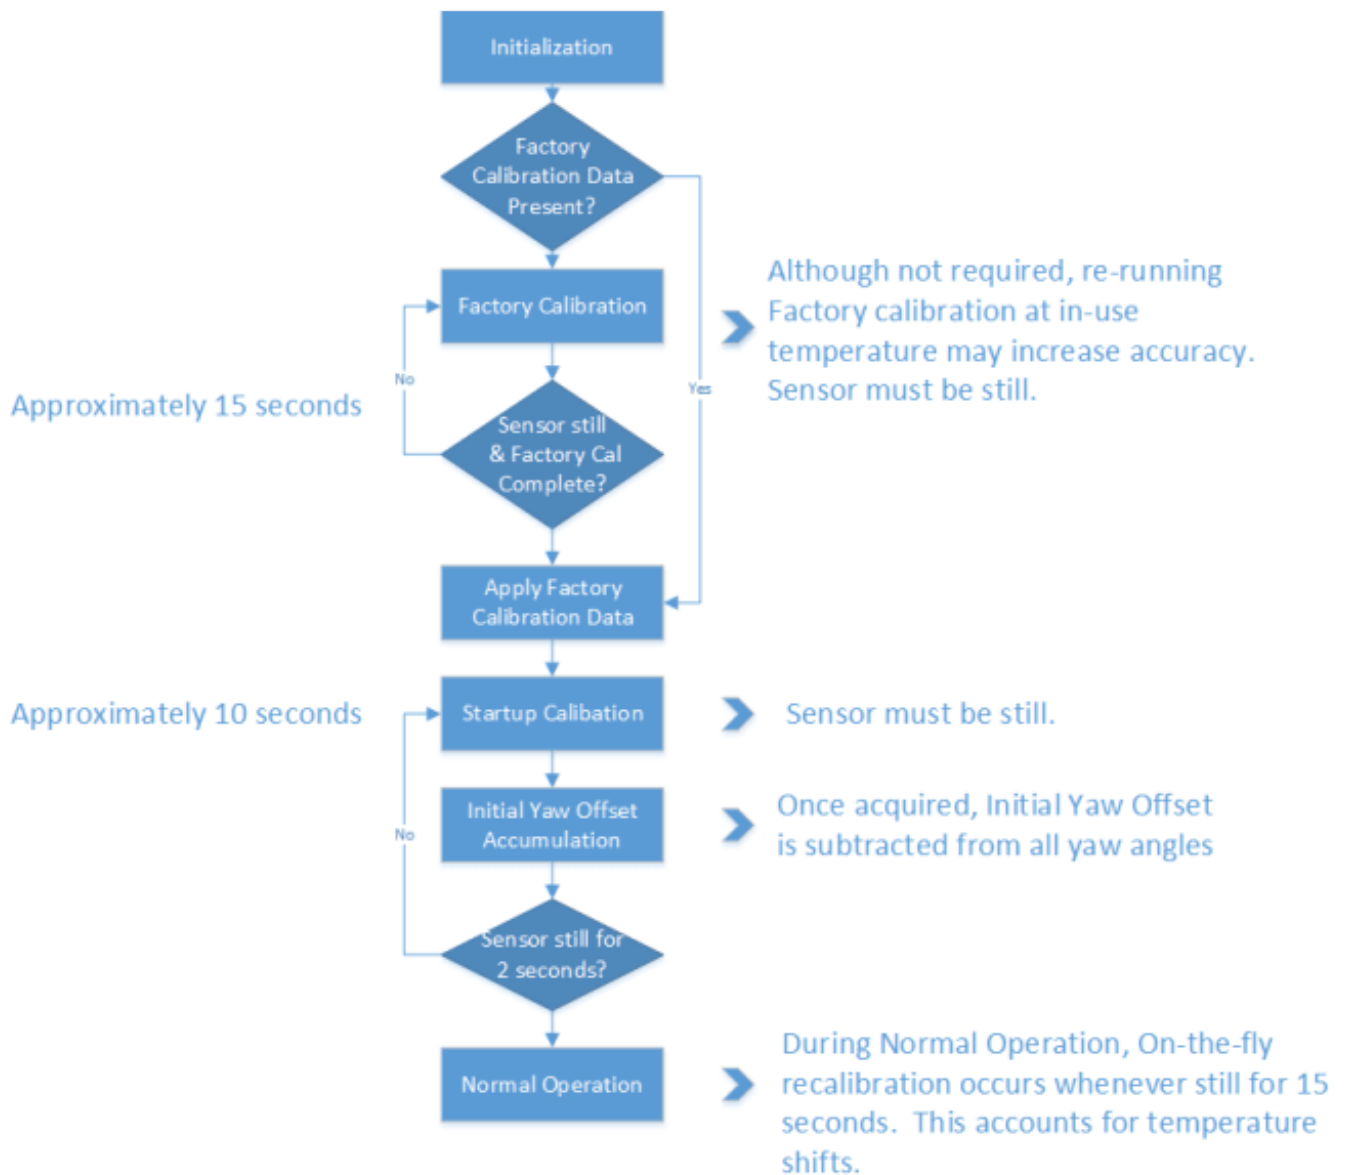 Initialization
Factory
Calibration Data
Present?
Although not required, re-running
Factory calibration at in-use
temperature may increase accuracy.
Sensor must be still.
Factory Calibration
No
Yes
Approximately 15 seconds
Sensor still
& Factory Cal
Complete?
Apply Factory
Calibration Data
Approximately 10 seconds
Startup Calibation
Sensor must be still.
Initial Yaw Offset
Accumulation
Once acquired, Initial Yaw Offset
is subtracted from all yaw angles
No
Sensor still for
2 seconds?
Normal Operation
During Normal Operation, On-the-fly
recalibration occurs whenever still for 15
seconds.  This accounts for temperature
shifts.